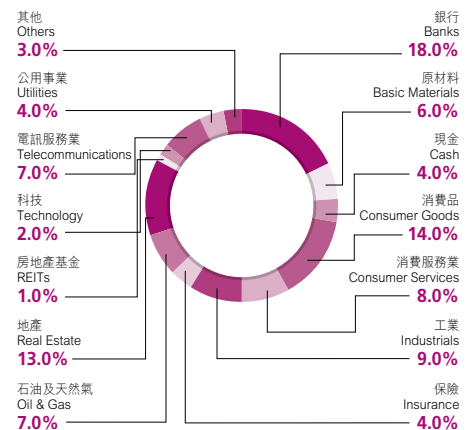 其他
Others
3.0%
公用事業
Utilities
4.0%
電訊服務業
Telecommunications
7.0%
科技
Technology
2.0%
房地產基金
REITs
1.0%
地產
Real Estate
13.0%
石油及天然氣
Oil & Gas
7.0%
銀行
Banks
18.0%
原材料
Basic Materials
6.0%
現金
Cash
4.0%
消費品
Consumer Goods
14.0%
消費服務業
Consumer Services
8.0%
工業
Industrials
9.0%
保險
Insurance
4.0%